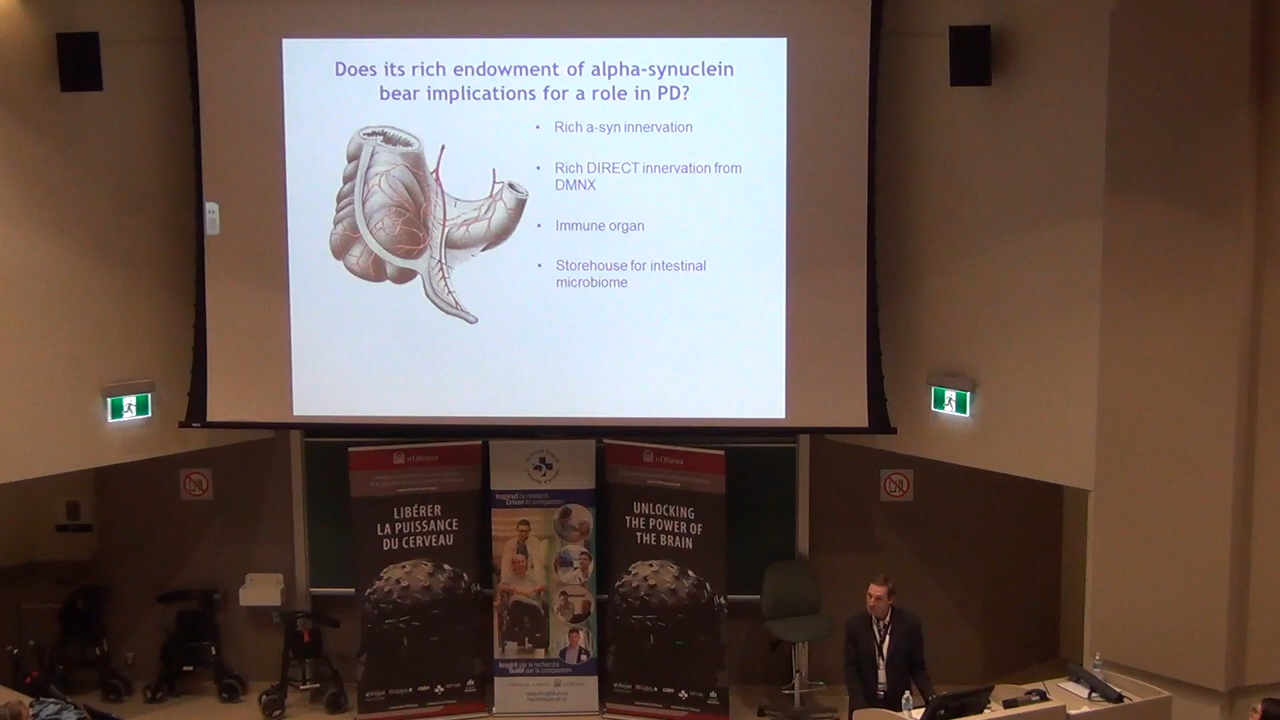 Does its rich endowment of alpha-synuclein
bear implications for a role in PD?
• Rich a-syn innervation
• Rich DIRECT innervation from
DMNX
• Immune organ
• Storehouse for intestinal
microbiome
uOttawa
LIBÉRER
LA PUISSANCE
DU CERVEAU
Inspired by research.
Driven by compassion.
Inspiré par la recherche.
Guidé par la compassion.
uOttawa
UNLOCKING
THE POWER OF
THE BRAIN